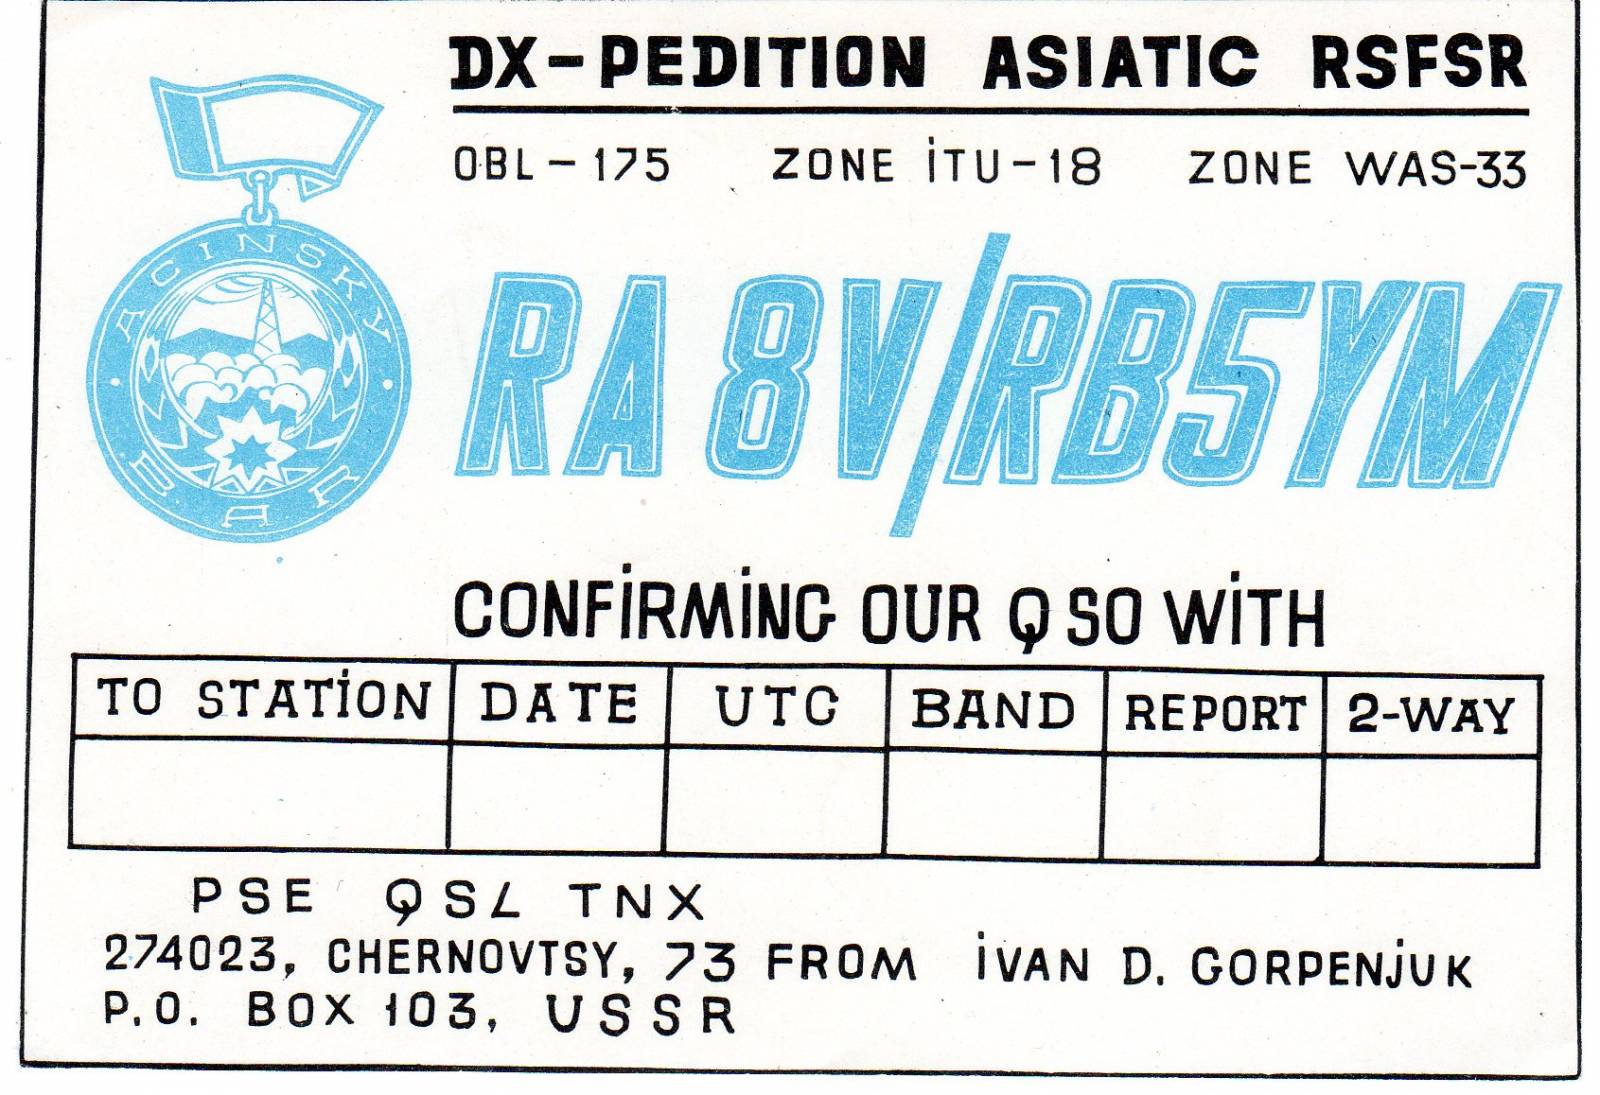 DX-PEDITION ASIATIC RSFSR
OBL-175 ZONE iTU-18 ZONE WAS-33
ACINSKY
BAR
RA8V/RB5YM
CONFiRMiNG OUR QSO WiTH
TO STATiON DATE UTC BAND REPORT 2-WAY
PSE QSL TNX
274023, CHERNOVTSY, 73 FROM iVAN D. GORPENjUK
P.O. BOX 103, USSR